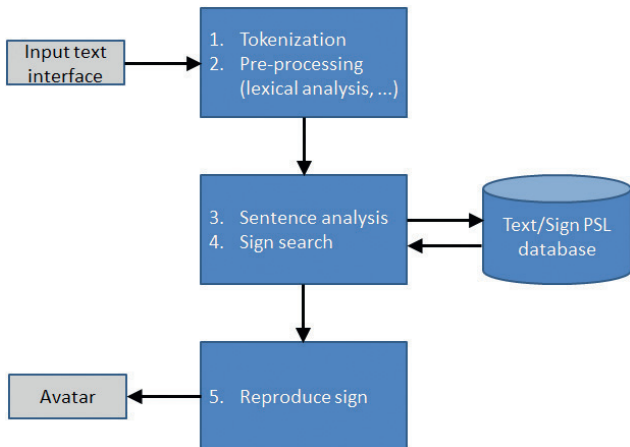 Input text
interface
1. Tokenization
2. Pre-processing
(lexical analysis, ...)
3. Sentence analysis
4. Sign search
Text/Sign PSL
database
Avatar
5. Reproduce sign